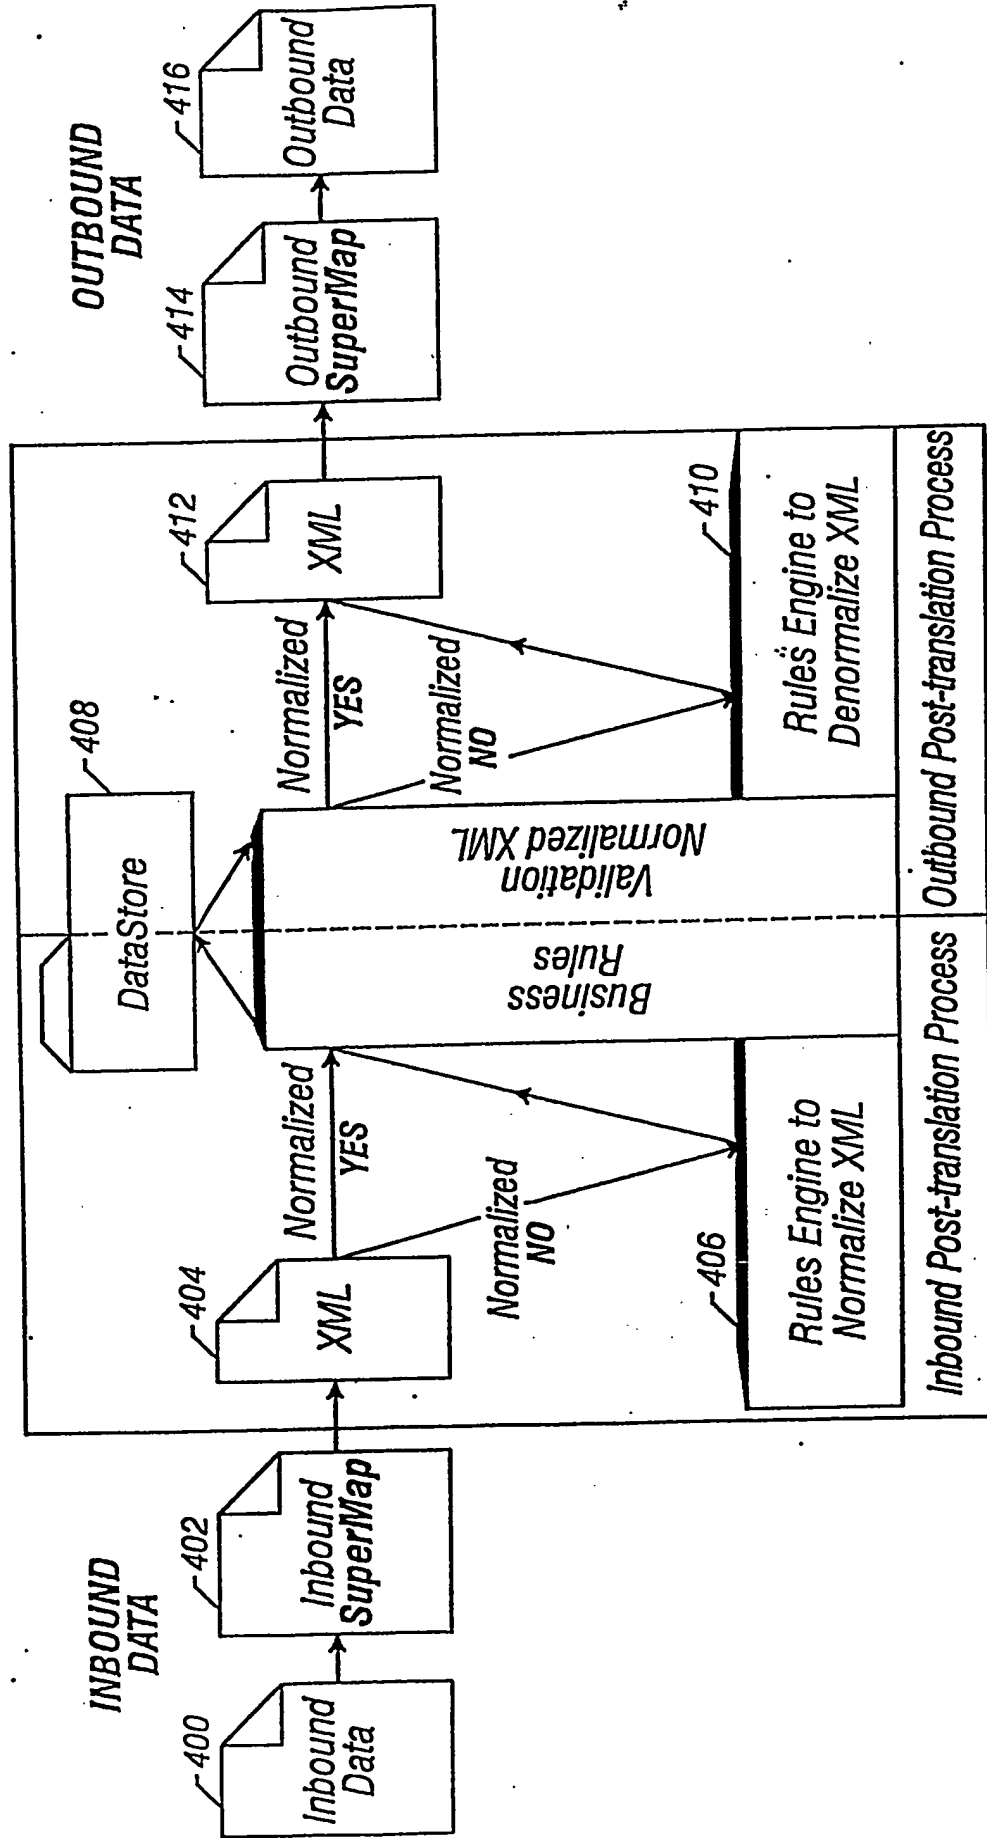 INBOUND
DATA
400
Inbound
Data
402
Inbound
SuperMap
404
XML
Normalized
YES
Normalized
NO
406
Rules Engine to
Normalize XML
Inbound Post-translation Process
408
DataStore
Business
Rules
Validation
Normalized XML
Normalized
YES
Normalized
NO
410
Rules Engine to
Denormalize XML
Outbound Post-translation Process
412
XML
OUTBOUND
DATA
414
Outbound
SuperMap
416
Outbound
Data